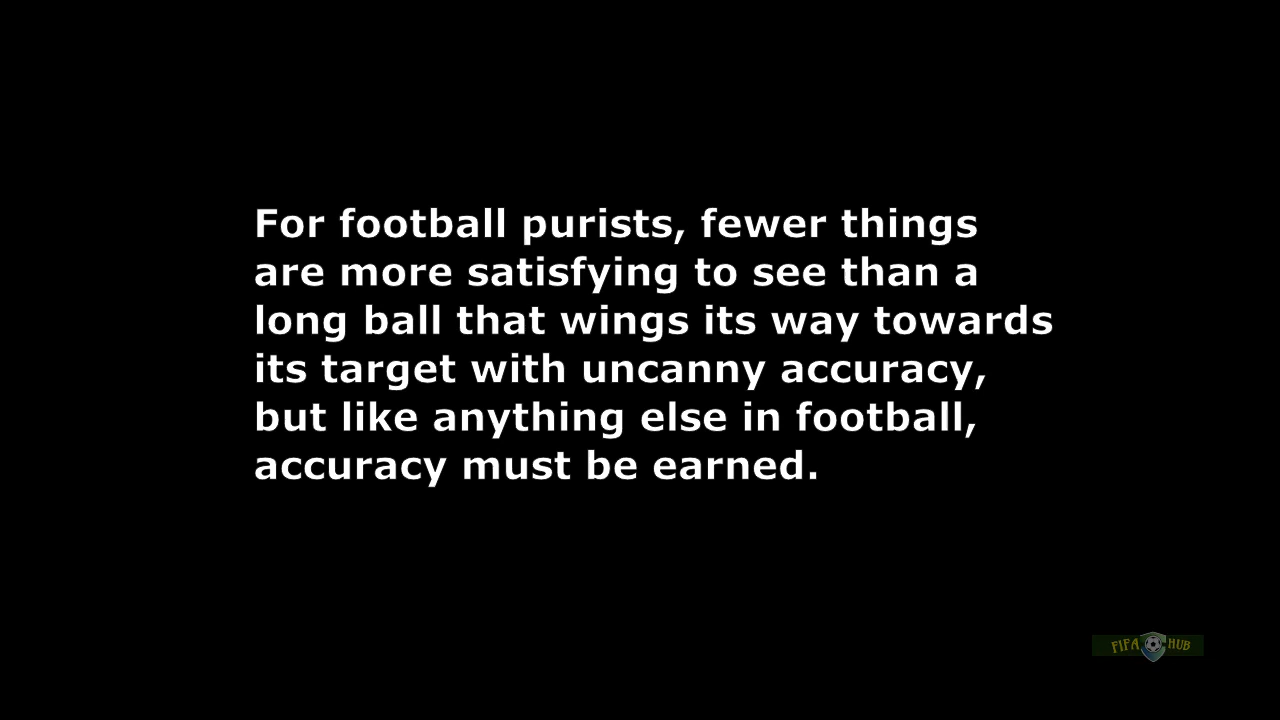 For football purists, fewer things
are more satisfying to see than a
long ball that wings its way towards
its target with uncanny accuracy,
but like anything else in football,
accuracy must be earned.
FIFA HUB